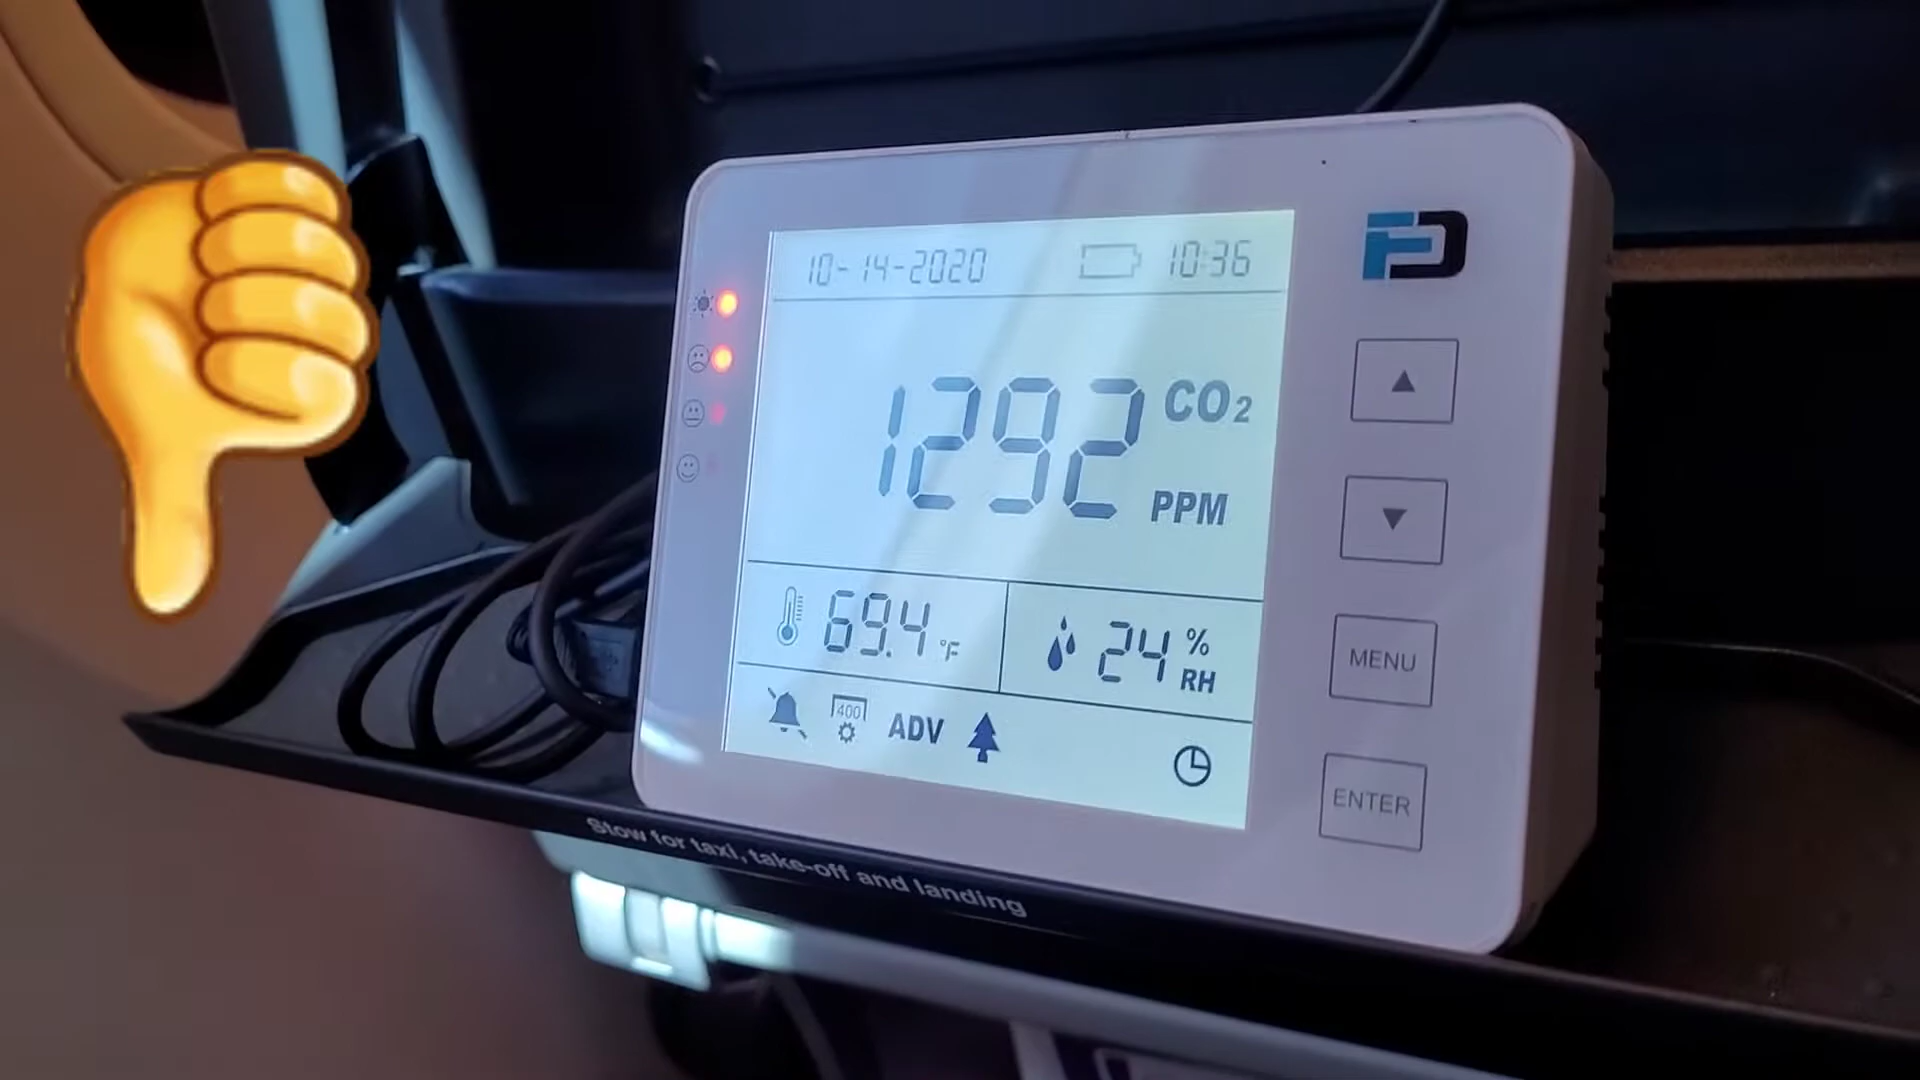 10-14-2020 10:36
1292 CO2
PPM
69.4 °F 24 % RH
400 ADV
MENU
ENTER
Stow for taxi, take-off and landing